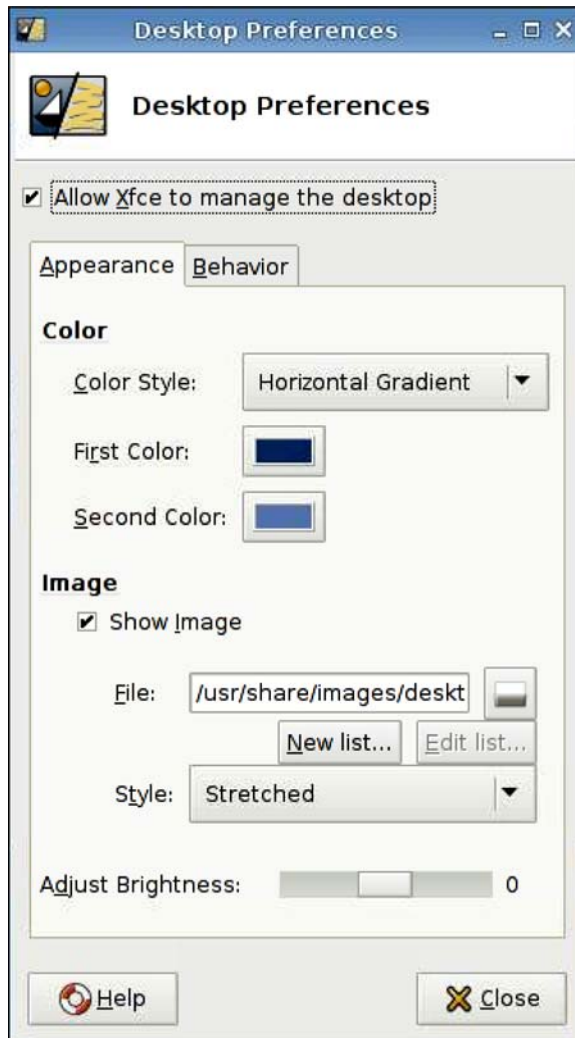 Desktop Preferences
Desktop Preferences
Allow Xfce to manage the desktop
Appearance Behavior
Color
Color Style: Horizontal Gradient
First Color:
Second Color:
Image
Show Image
File: /usr/share/images/deskt
New list... Edit list...
Style: Stretched
Adjust Brightness: 0
Help Close